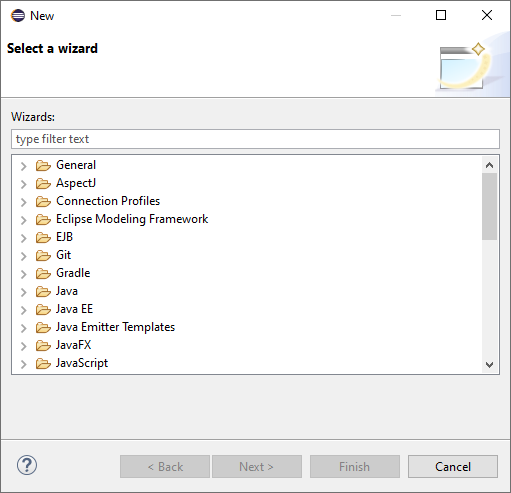 New
Select a wizard
Wizards:
type filter text
General
AspectJ
Connection Profiles
Eclipse Modeling Framework
EJB
Git
Gradle
Java
Java EE
Java Emitter Templates
JavaFX
JavaScript
?
< Back
Next >
Finish
Cancel